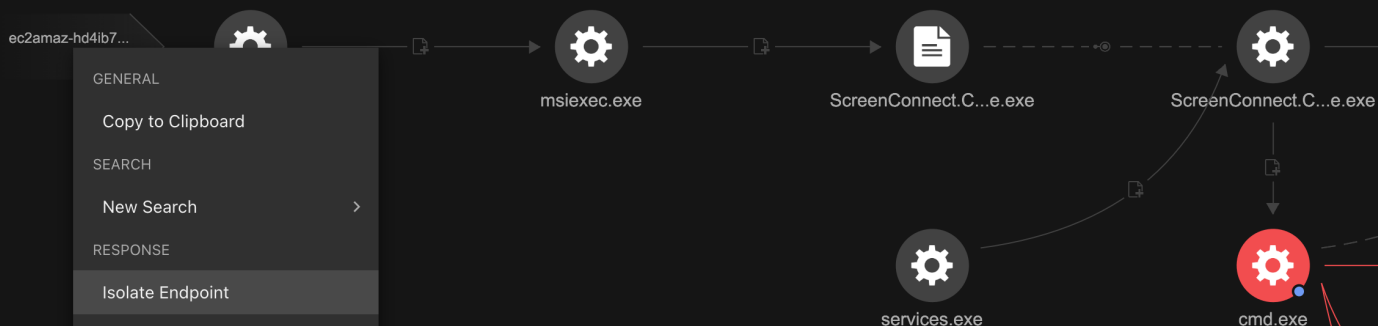 ec2amaz-hd4ib7...
GENERAL
Copy to Clipboard
SEARCH
New Search
RESPONSE
Isolate Endpoint
msiexec.exe
ScreenConnect.C...e.exe
ScreenConnect.C...e.exe
services.exe
cmd.exe